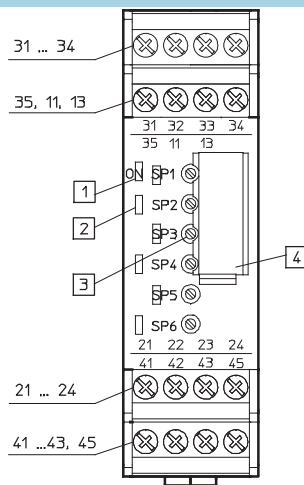 31 ... 34
35, 11, 13
31 32 33 34
35 11 13
ON SP1
1
SP2
2
SP3
3
SP4
4
SP5
SP6
21 22 23 24
41 42 43 45
21 ... 24
41 ...43, 45